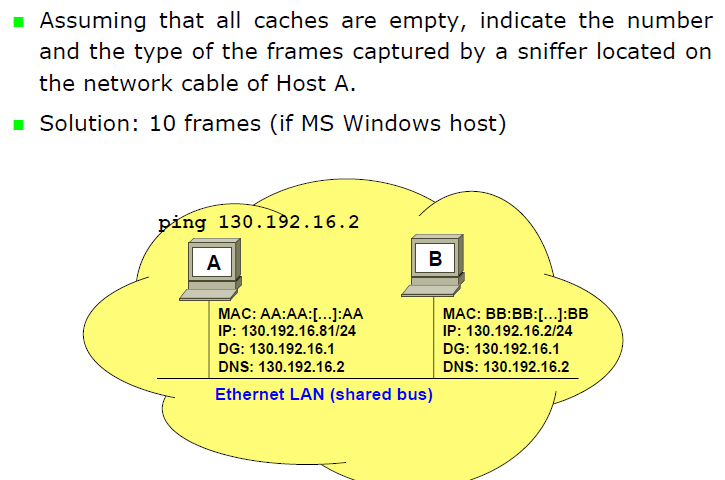 Assuming that all caches are empty, indicate the number
and the type of the frames captured by a sniffer located on
the network cable of Host A.
Solution: 10 frames (if MS Windows host)
ping 130.192.16.2
A
B
MAC: AA:AA:[...]:AA
IP: 130.192.16.81/24
DG: 130.192.16.1
DNS: 130.192.16.2
MAC: BB:BB:[...]:BB
IP: 130.192.16.2/24
DG: 130.192.16.1
DNS: 130.192.16.2
Ethernet LAN (shared bus)